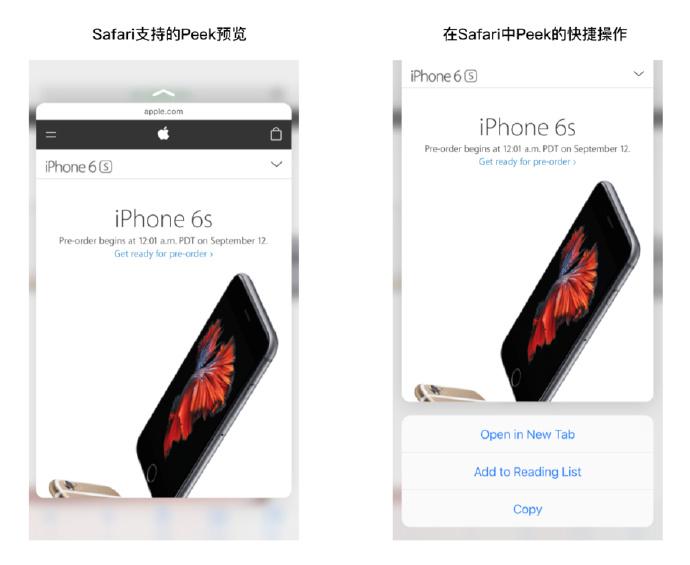 Safari支持的Peek预览
在Safari中Peek的快捷操作
apple.com
iPhone 6 S
iPhone 6s
Pre-order begins at 12:01 a.m. PDT on September 12.
Get ready for pre-order ›
iPhone 6 S
iPhone 6s
Pre-order begins at 12:01 a.m. PDT on September 12.
Get ready for pre-order ›
Open in New Tab
Add to Reading List
Copy